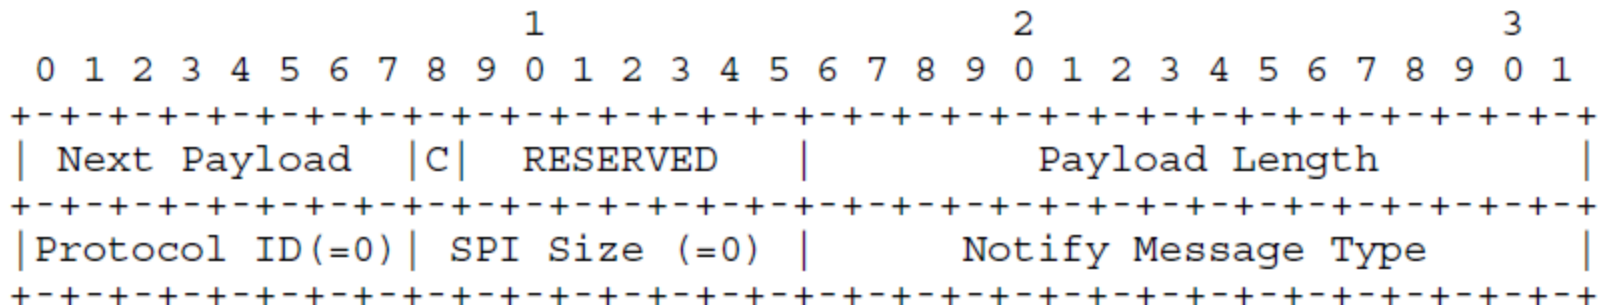 1                   2                   3
 0 1 2 3 4 5 6 7 8 9 0 1 2 3 4 5 6 7 8 9 0 1 2 3 4 5 6 7 8 9 0 1
+-+-+-+-+-+-+-+-+-+-+-+-+-+-+-+-+-+-+-+-+-+-+-+-+-+-+-+-+-+-+-+-+
| Next Payload  |C|  RESERVED   |         Payload Length        |
+-+-+-+-+-+-+-+-+-+-+-+-+-+-+-+-+-+-+-+-+-+-+-+-+-+-+-+-+-+-+-+-+
|Protocol ID(=0)| SPI Size (=0) |      Notify Message Type      |
+-+-+-+-+-+-+-+-+-+-+-+-+-+-+-+-+-+-+-+-+-+-+-+-+-+-+-+-+-+-+-+-+